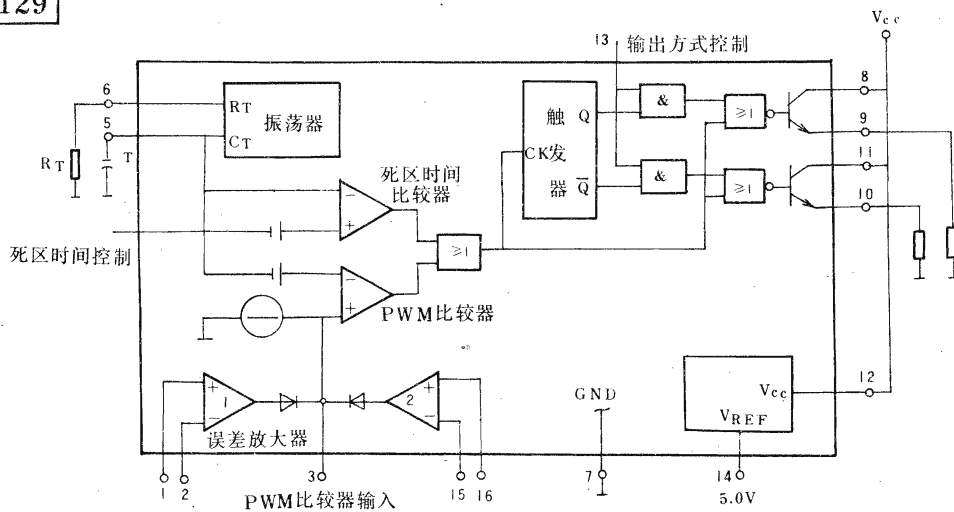 129
Vcc
13 输出方式控制
6
RT
振荡器
触 Q
&
≥1
8
9
5
CT
RT
T
CK发
死区时间
比较器
器 Q̅
&
≥1
11
10
死区时间控制
≥1
PWM比较器
12
Vcc
VREF
GND
+
−
1
2
误差放大器
1
2
3
PWM比较器输入
15
16
7
14
5.0V